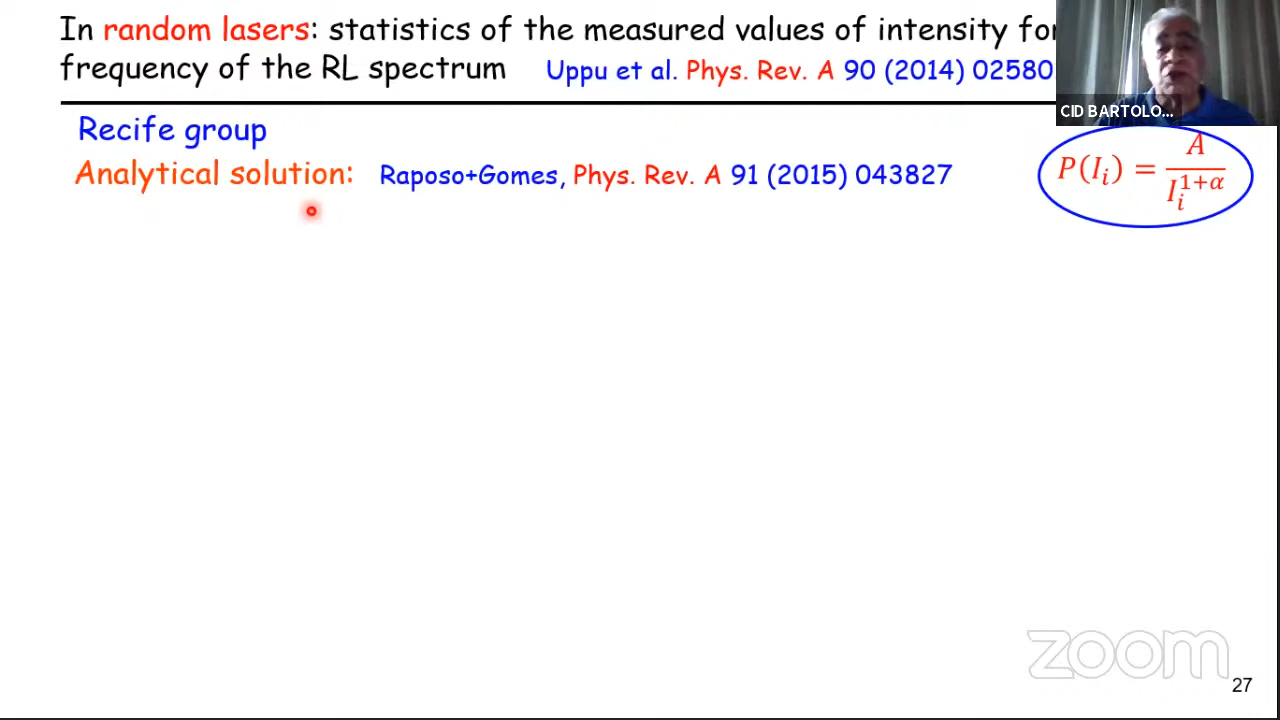 In random lasers: statistics of the measured values of intensity for
frequency of the RL spectrum Uppu et al. Phys. Rev. A 90 (2014) 02580
CID BARTOLO...
Recife group
Analytical solution: Raposo+Gomes, Phys. Rev. A 91 (2015) 043827
P(I_i) = A / I_i^{1+α}
zoom
27